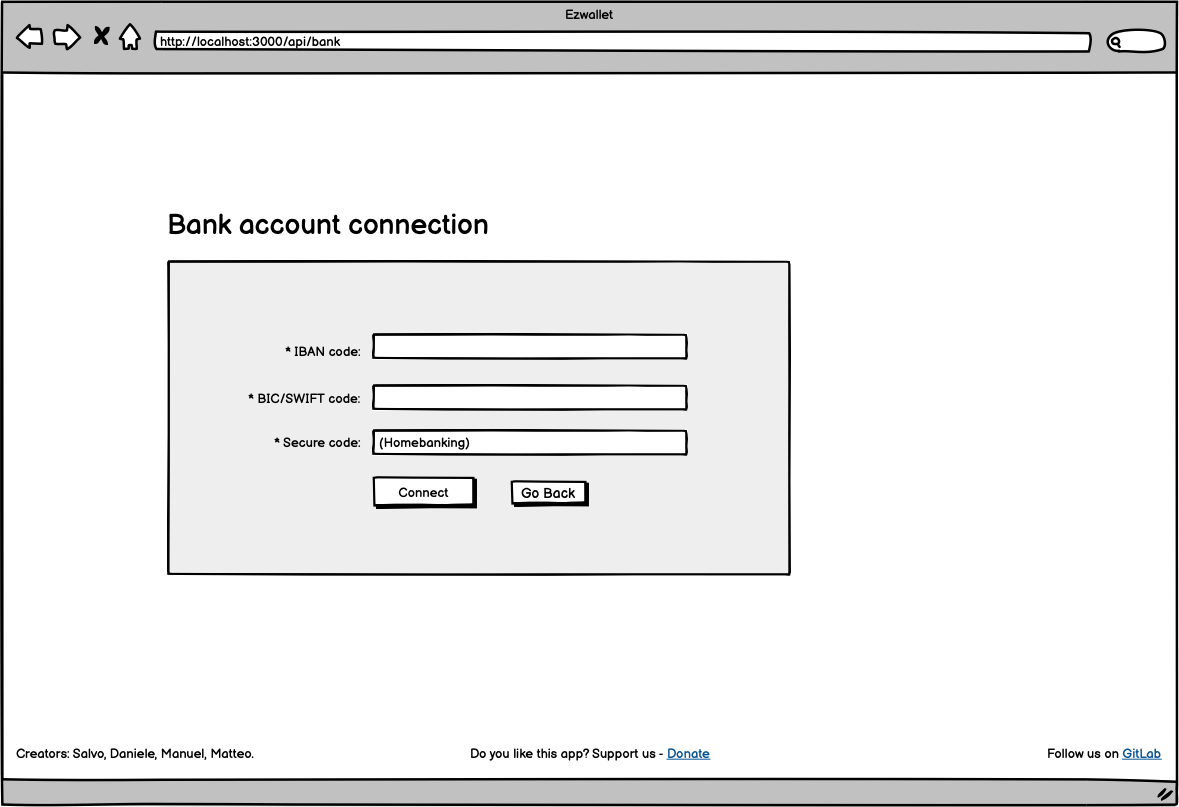 Ezwallet
http://localhost:3000/api/bank
Bank account connection
* IBAN code:
* BIC/SWIFT code:
* Secure code: (Homebanking)
Connect Go Back
Creators: Salvo, Daniele, Manuel, Matteo. Do you like this app? Support us - Donate Follow us on GitLab